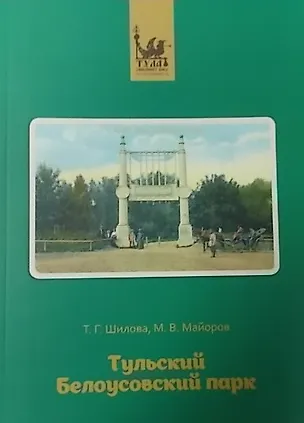 ТУЛА
Т. Г. Шилова, М. В. Майоров
Тульский
Белоусовский парк